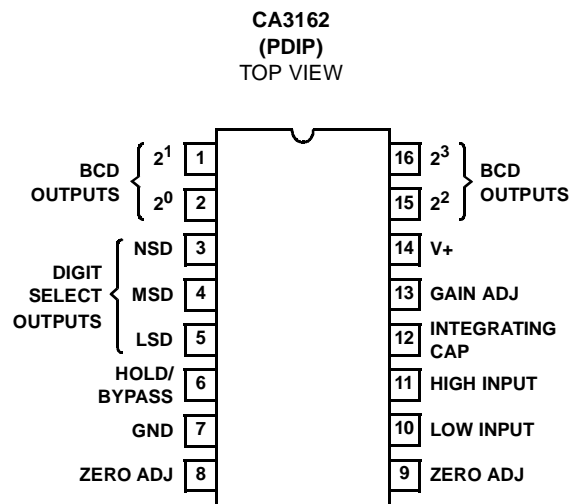 CA3162
(PDIP)
TOP VIEW
BCD
OUTPUTS
2¹ 1
2⁰ 2
16 2³
15 2²
BCD
OUTPUTS
DIGIT
SELECT
OUTPUTS
NSD 3
MSD 4
LSD 5
HOLD/
BYPASS 6
GND 7
ZERO ADJ 8
14 V+
13 GAIN ADJ
12 INTEGRATING
CAP
11 HIGH INPUT
10 LOW INPUT
9 ZERO ADJ